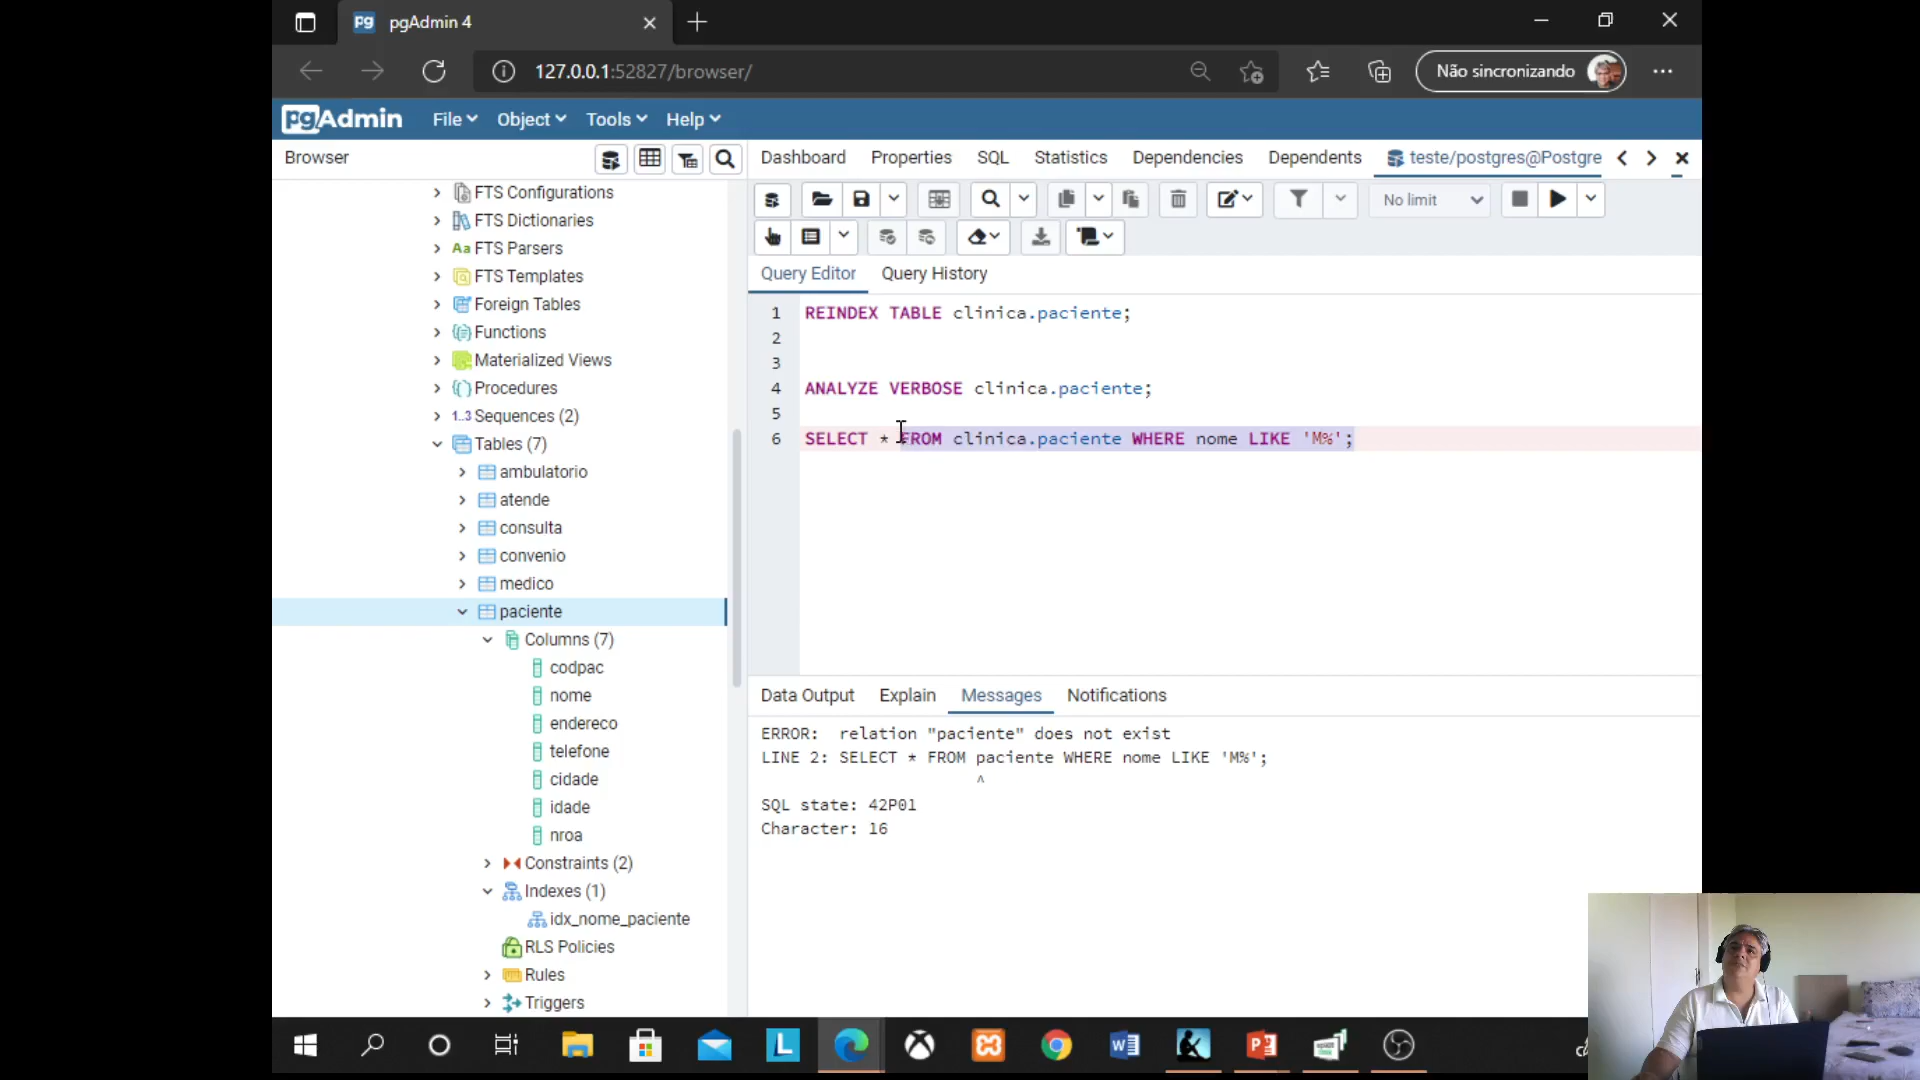 pgAdmin 4
127.0.0.1:52827/browser/
Não sincronizando
pgAdmin File Object Tools Help
Browser
Dashboard Properties SQL Statistics Dependencies Dependents teste/postgres@Postgre
No limit
Query Editor Query History
1 REINDEX TABLE clinica.paciente;
2
3
4 ANALYZE VERBOSE clinica.paciente;
5
6 SELECT * FROM clinica.paciente WHERE nome LIKE 'M%';
FTS Configurations
FTS Dictionaries
Aa FTS Parsers
FTS Templates
Foreign Tables
Functions
Materialized Views
Procedures
1..3 Sequences (2)
Tables (7)
ambulatorio
atende
consulta
convenio
medico
paciente
Columns (7)
codpac
nome
endereco
telefone
cidade
idade
nroa
Constraints (2)
Indexes (1)
idx_nome_paciente
RLS Policies
Rules
Triggers
Data Output Explain Messages Notifications
ERROR:  relation "paciente" does not exist
LINE 2: SELECT * FROM paciente WHERE nome LIKE 'M%';
^
SQL state: 42P01
Character: 16